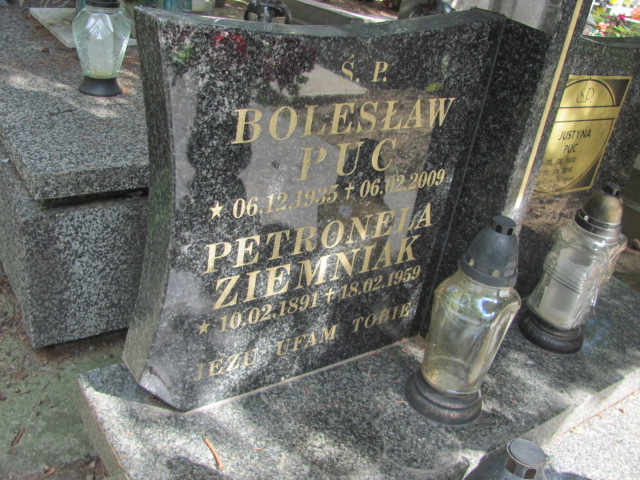 Ś. P.
BOLESŁAW
PUC
★ 06.12.1935 † 06.02.2009
PETRONELA
ZIEMNIAK
★ 10.02.1891 † 18.02.1959
JEZU UFAM TOBIE
Ś.P.
JUSTYNA
PUC